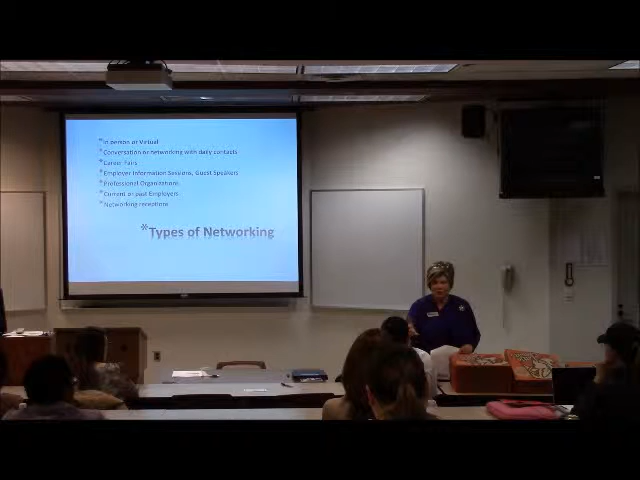 *In person or Virtual
*Conversation or networking with daily contacts
*Career Fairs
*Employer Information Sessions, Guest Speakers
*Professional Organizations
*Current or past Employers
*Networking receptions
*Types of Networking